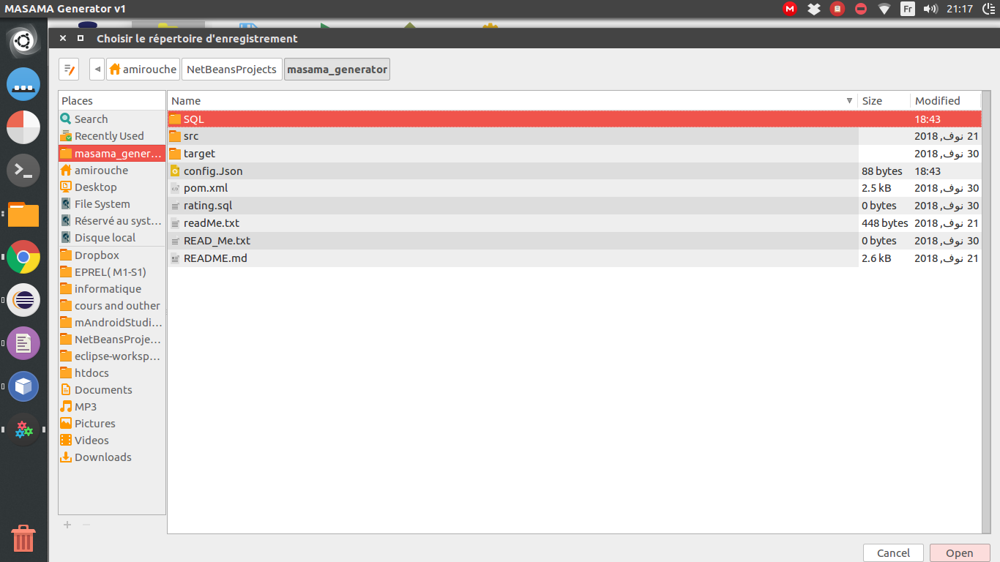 MASAMA Generator v1
Fr
21:17
Choisir le répertoire d'enregistrement
amirouche
NetBeansProjects
masama_generator
Places
Search
Recently Used
masama_gener...
amirouche
Desktop
File System
Réservé au syst...
Disque local
Dropbox
EPREL( M1-S1)
informatique
cours and outher
mAndroidStudi...
NetBeansProje...
eclipse-worksp...
htdocs
Documents
MP3
Pictures
Videos
Downloads
Name Size Modified
SQL 18:43
src 21 نوف, 2018
target 30 نوف, 2018
config.Json 88 bytes 18:43
pom.xml 2.5 kB 30 نوف, 2018
rating.sql 0 bytes 30 نوف, 2018
readMe.txt 448 bytes 21 نوف, 2018
READ_Me.txt 0 bytes 30 نوف, 2018
README.md 2.6 kB 21 نوف, 2018
Cancel
Open